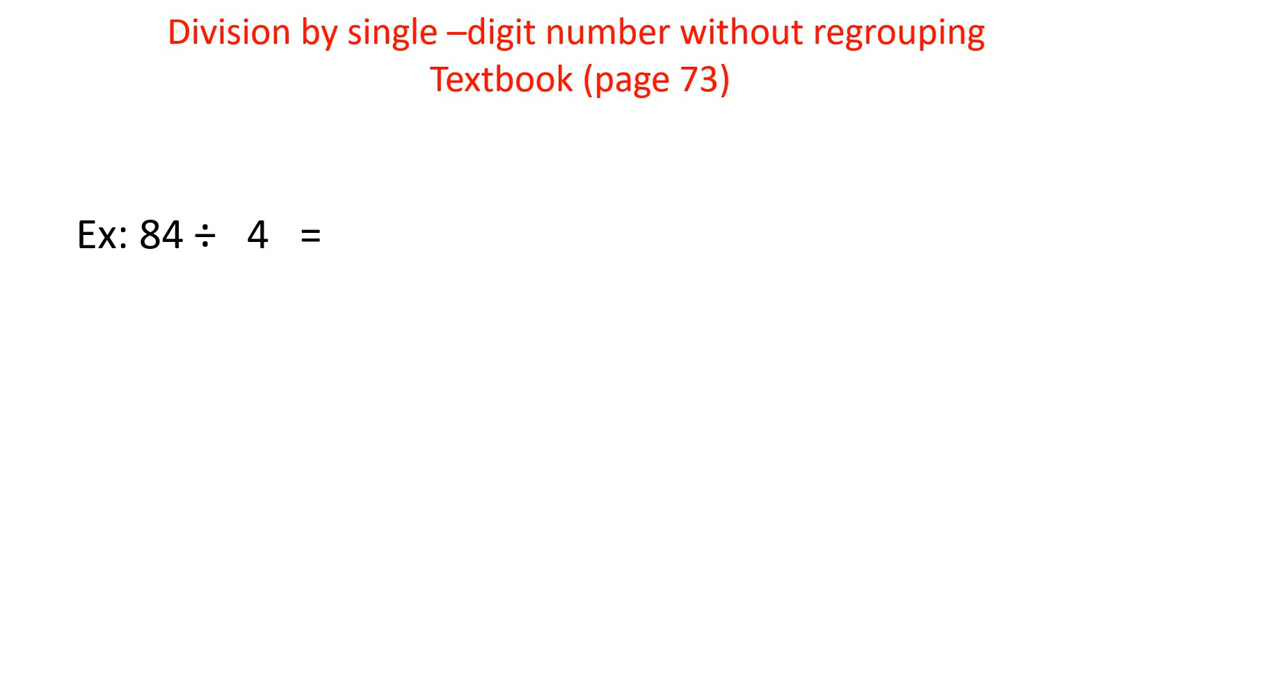 Division by single –digit number without regrouping
Textbook (page 73)
Ex: 84 ÷ 4 =